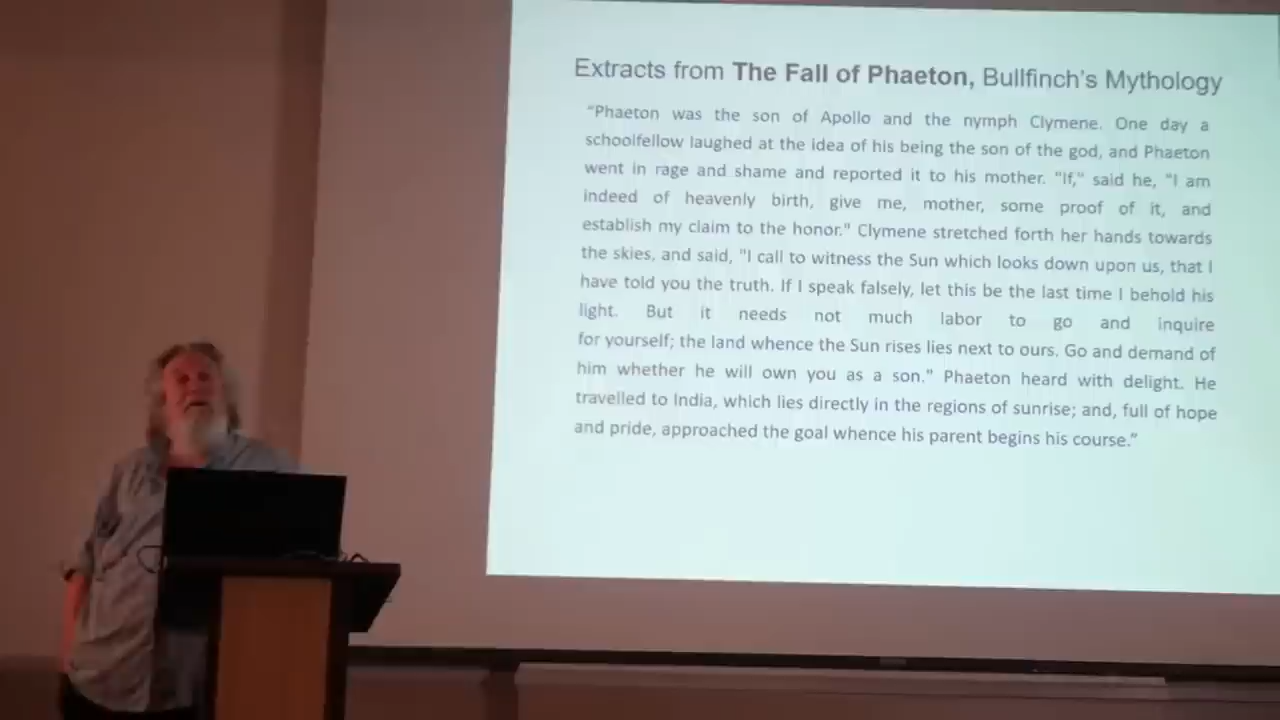 Extracts from The Fall of Phaeton, Bullfinch's Mythology
"Phaeton was the son of Apollo and the nymph Clymene. One day a
schoolfellow laughed at the idea of his being the son of the god, and Phaeton
went in rage and shame and reported it to his mother. "If," said he, "I am
indeed of heavenly birth, give me, mother, some proof of it, and
establish my claim to the honor." Clymene stretched forth her hands towards
the skies, and said, "I call to witness the Sun which looks down upon us, that I
have told you the truth. If I speak falsely, let this be the last time I behold his
light. But it needs not much labor to go and inquire
for yourself; the land whence the Sun rises lies next to ours. Go and demand of
him whether he will own you as a son." Phaeton heard with delight. He
travelled to India, which lies directly in the regions of sunrise; and, full of hope
and pride, approached the goal whence his parent begins his course."